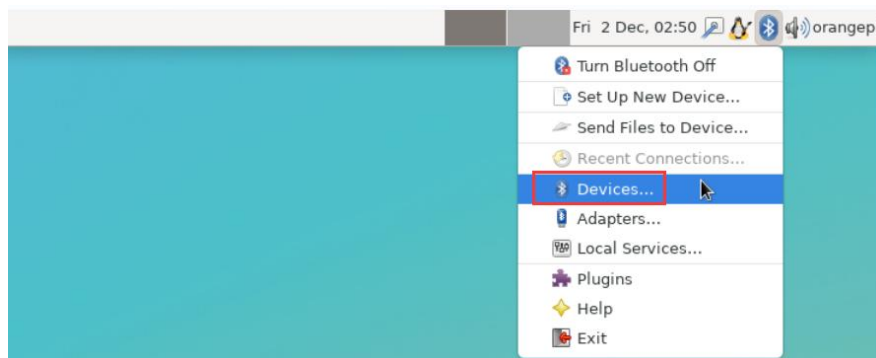 Fri 2 Dec, 02:50 orangep
Turn Bluetooth Off
Set Up New Device...
Send Files to Device...
Recent Connections...
Devices...
Adapters...
Local Services...
Plugins
Help
Exit